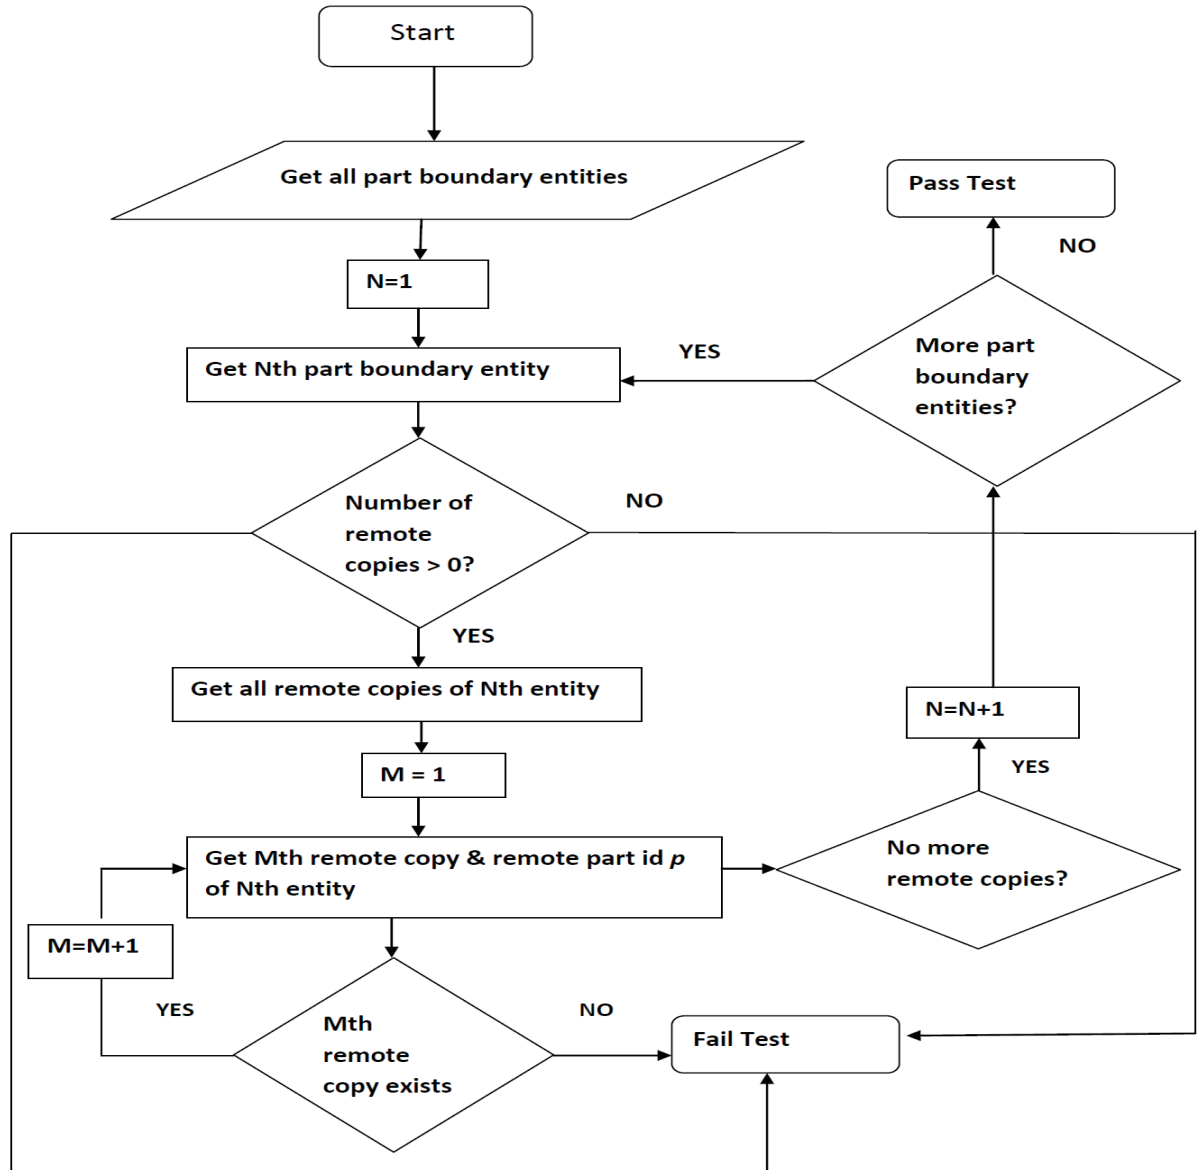 Start
Get all part boundary entities
Pass Test
NO
N=1
More part
boundary
entities?
YES
Get Nth part boundary entity
Number of
remote
copies > 0?
NO
YES
Get all remote copies of Nth entity
N=N+1
M = 1
YES
Get Mth remote copy & remote part id p
of Nth entity
No more
remote copies?
M=M+1
YES
NO
Mth
remote
copy exists
Fail Test